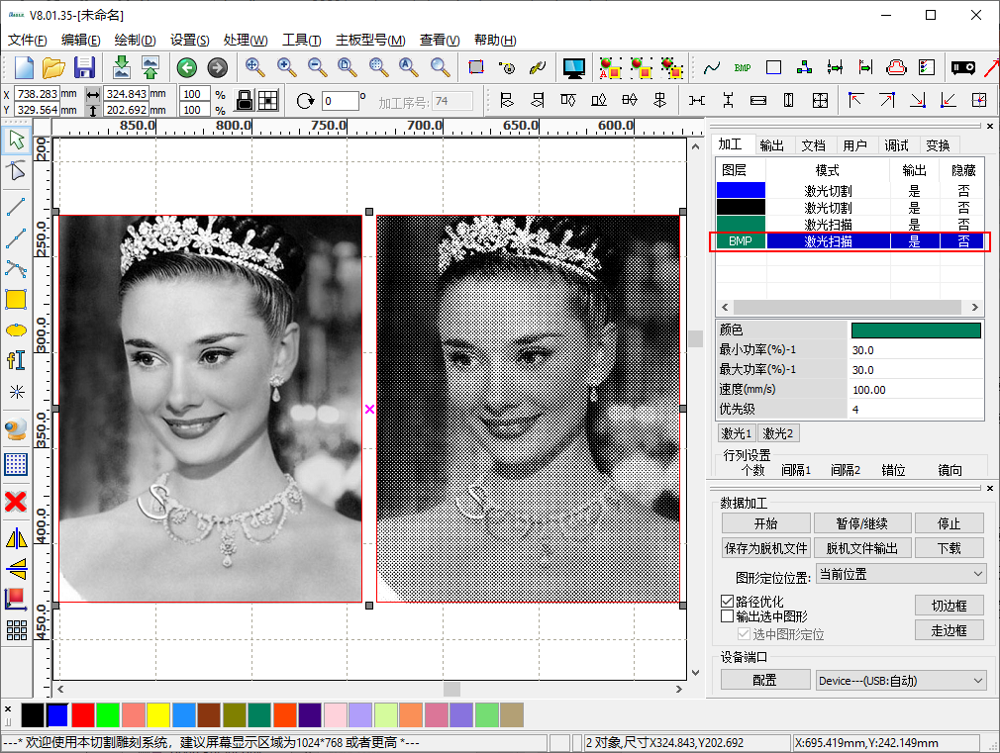 V8.01.35-[未命名]
文件(F) 编辑(E) 绘制(D) 设置(S) 处理(W) 工具(T) 主板型号(M) 查看(V) 帮助(H)
BMP
X 738.283 mm 324.843 mm 100 %
Y 329.564 mm 202.692 mm 100 %
0 °
加工序号: 74
850.0 800.0 750.0 700.0 650.0 600.0
200
250.0
300.0
350.0
400.0
450.0
加工 输出 文档 用户 调试 变换
图层 模式 输出 隐藏
激光切割 是 否
激光切割 是 否
激光扫描 是 否
BMP 激光扫描 是 否
颜色
最小功率(%)-1 30.0
最大功率(%)-1 30.0
速度(mm/s) 100.00
优先级 4
激光1 激光2
行列设置
个数 间隔1 间隔2 错位 镜向
数据加工
开始 暂停/继续 停止
保存为脱机文件 脱机文件输出 下载
图形定位位置: 当前位置
路径优化
输出选中图形
选中图形定位
切边框
走边框
设备端口
配置 Device---(USB:自动)
---* 欢迎使用本切割雕刻系统，建议屏幕显示区域为1024*768 或者更高 *---
2 对象,尺寸X324.843,Y202.692
X:695.419mm,Y:242.149mm